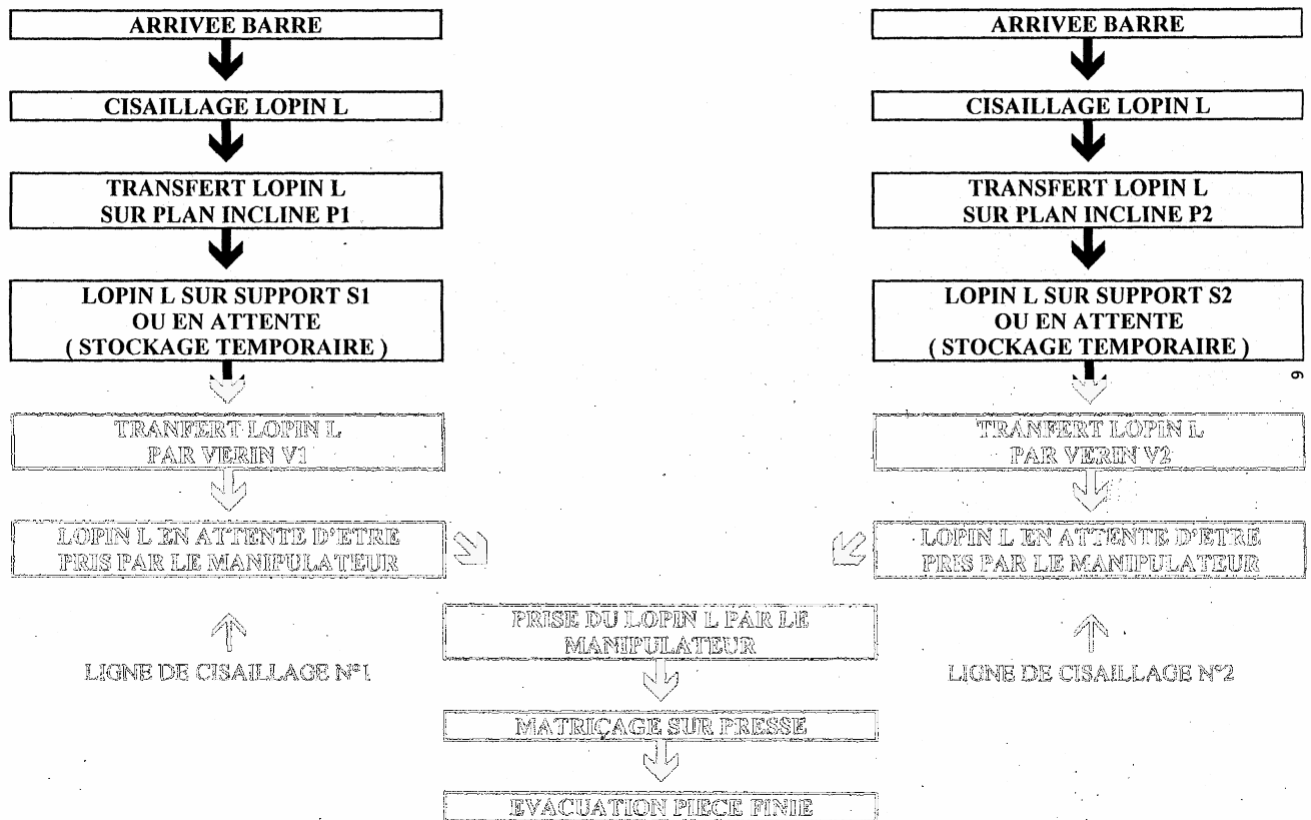 ARRIVEE BARRE
CISAILLAGE LOPIN L
TRANSFERT LOPIN L
SUR PLAN INCLINE P1
LOPIN L SUR SUPPORT S1
OU EN ATTENTE
( STOCKAGE TEMPORAIRE )
TRANFERT LOPIN L
PAR VERIN V1
LOPIN L EN ATTENTE D'ETRE
PRIS PAR LE MANIPULATEUR
LIGNE DE CISAILLAGE N°1
ARRIVEE BARRE
CISAILLAGE LOPIN L
TRANSFERT LOPIN L
SUR PLAN INCLINE P2
LOPIN L SUR SUPPORT S2
OU EN ATTENTE
( STOCKAGE TEMPORAIRE )
6
TRANFERT LOPIN L
PAR VERIN V2
LOPIN L EN ATTENTE D'ETRE
PRIS PAR LE MANIPULATEUR
LIGNE DE CISAILLAGE N°2
PRISE DU LOPIN L PAR LE
MANIPULATEUR
MATRIÇAGE SUR PRESSE
EVACUATION PIECE FINIE